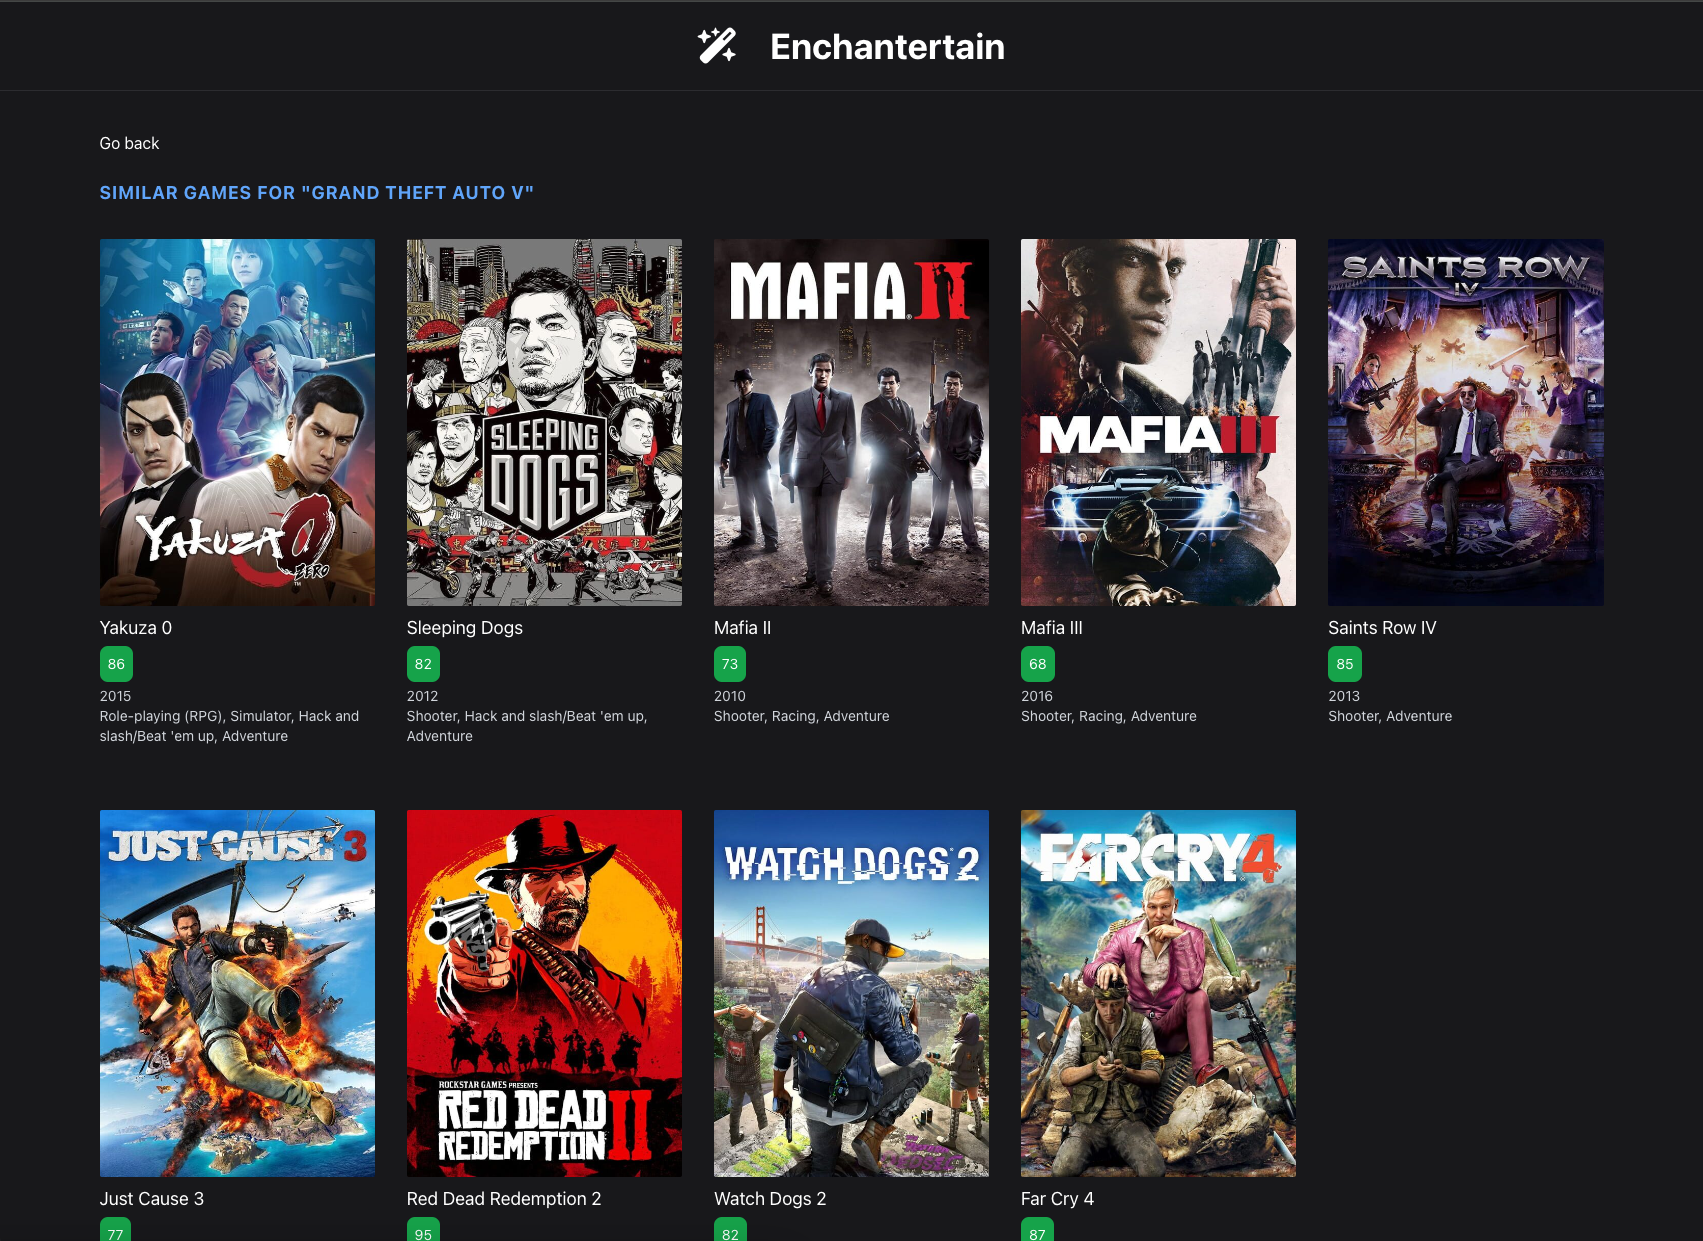 Enchantertain
Go back
SIMILAR GAMES FOR "GRAND THEFT AUTO V"
YAKUZA 0
ZERO
TM
SLEEPING
DOGS
MAFIA II
MAFIA III
SAINTS ROW
IV
Yakuza 0
86
2015
Role-playing (RPG), Simulator, Hack and
slash/Beat 'em up, Adventure
Sleeping Dogs
82
2012
Shooter, Hack and slash/Beat 'em up,
Adventure
Mafia II
73
2010
Shooter, Racing, Adventure
Mafia III
68
2016
Shooter, Racing, Adventure
Saints Row IV
85
2013
Shooter, Adventure
JUST CAUSE 3
ROCKSTAR GAMES PRESENTS
RED DEAD
REDEMPTION II
WATCH DOGS 2
FARCRY 4
Just Cause 3
77
Red Dead Redemption 2
95
Watch Dogs 2
82
Far Cry 4
87